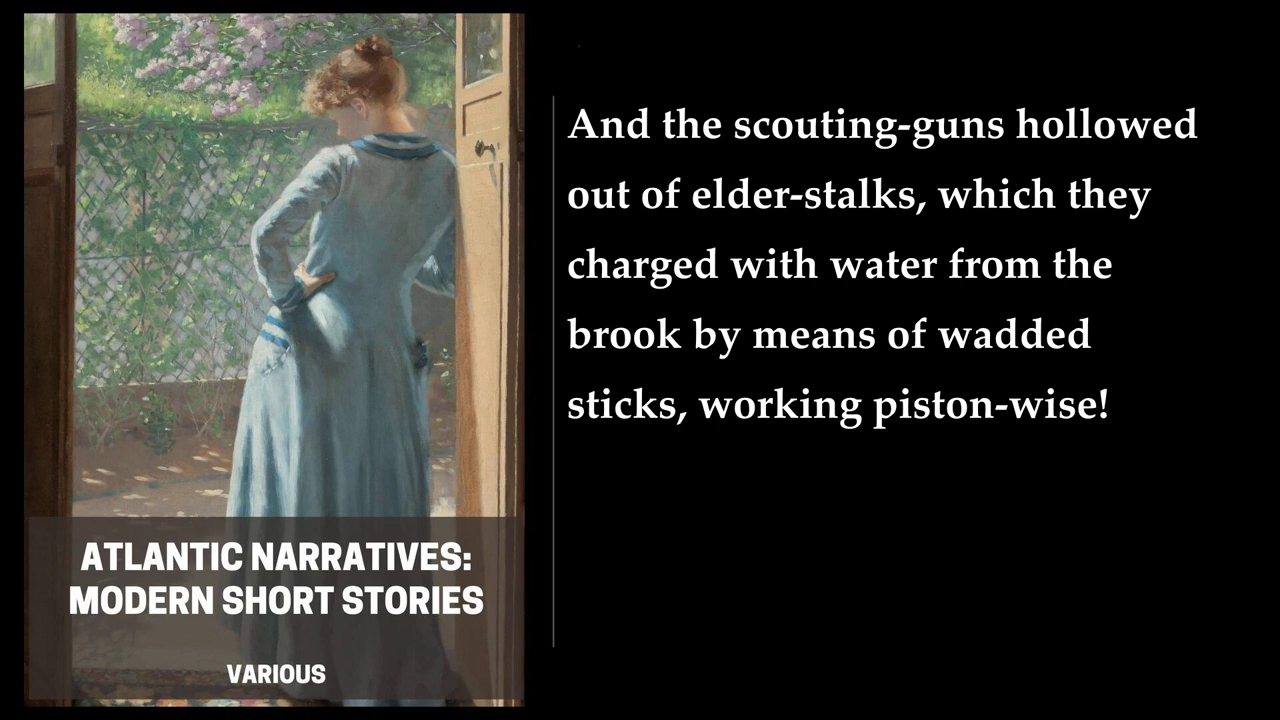 And the scouting-guns hollowed
out of elder-stalks, which they
charged with water from the
brook by means of wadded
sticks, working piston-wise!
ATLANTIC NARRATIVES:
MODERN SHORT STORIES
VARIOUS